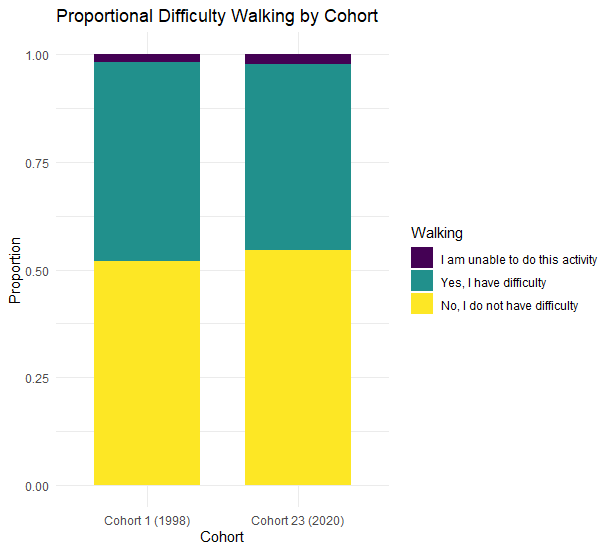 Proportional Difficulty Walking by Cohort
1.00
0.75
0.50
0.25
0.00
Proportion
Cohort 1 (1998)
Cohort 23 (2020)
Cohort
Walking
I am unable to do this activity
Yes, I have difficulty
No, I do not have difficulty